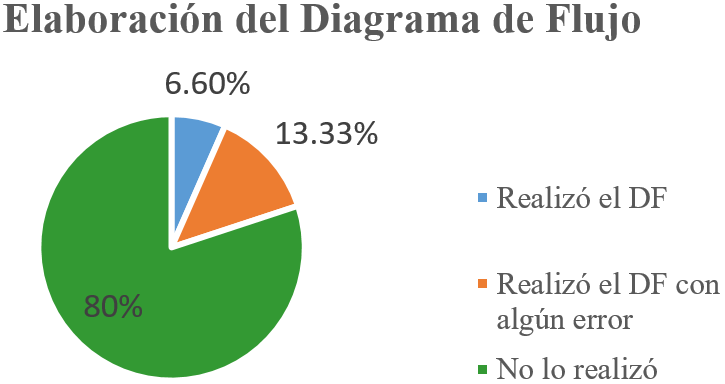 Elaboración del Diagrama de Flujo
6.60%
13.33%
80%
Realizó el DF
Realizó el DF con
algún error
No lo realizó